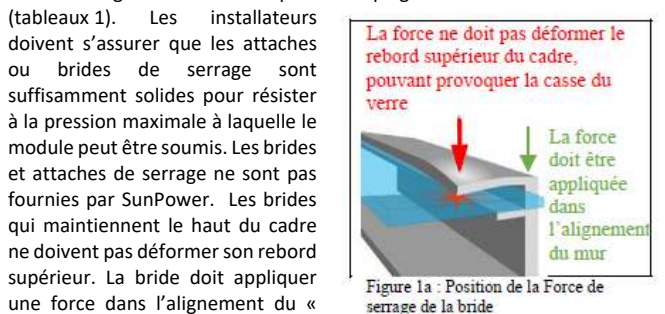 (tableaux 1). Les installateurs
doivent s’assurer que les attaches
ou brides de serrage sont
suffisamment solides pour résister
à la pression maximale à laquelle le
module peut être soumis. Les brides
et attaches de serrage ne sont pas
fournies par SunPower. Les brides
qui maintiennent le haut du cadre
ne doivent pas déformer son rebord
supérieur. La bride doit appliquer
une force dans l’alignement du «
La force ne doit pas déformer le
rebord supérieur du cadre,
pouvant provoquer la casse du
verre
La force
doit être
appliquée
dans
l’alignement
du mur
Figure 1a : Position de la Force de
serrage de la bride